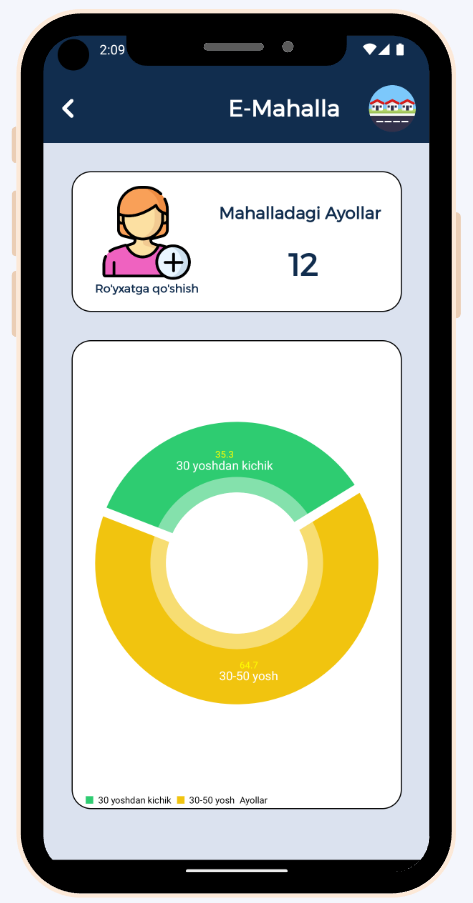 2:09
E-Mahalla
Mahalladagi Ayollar
12
Ro'yxatga qo'shish
35.3
30 yoshdan kichik
64.7
30-50 yosh
30 yoshdan kichik 30-50 yosh Ayollar